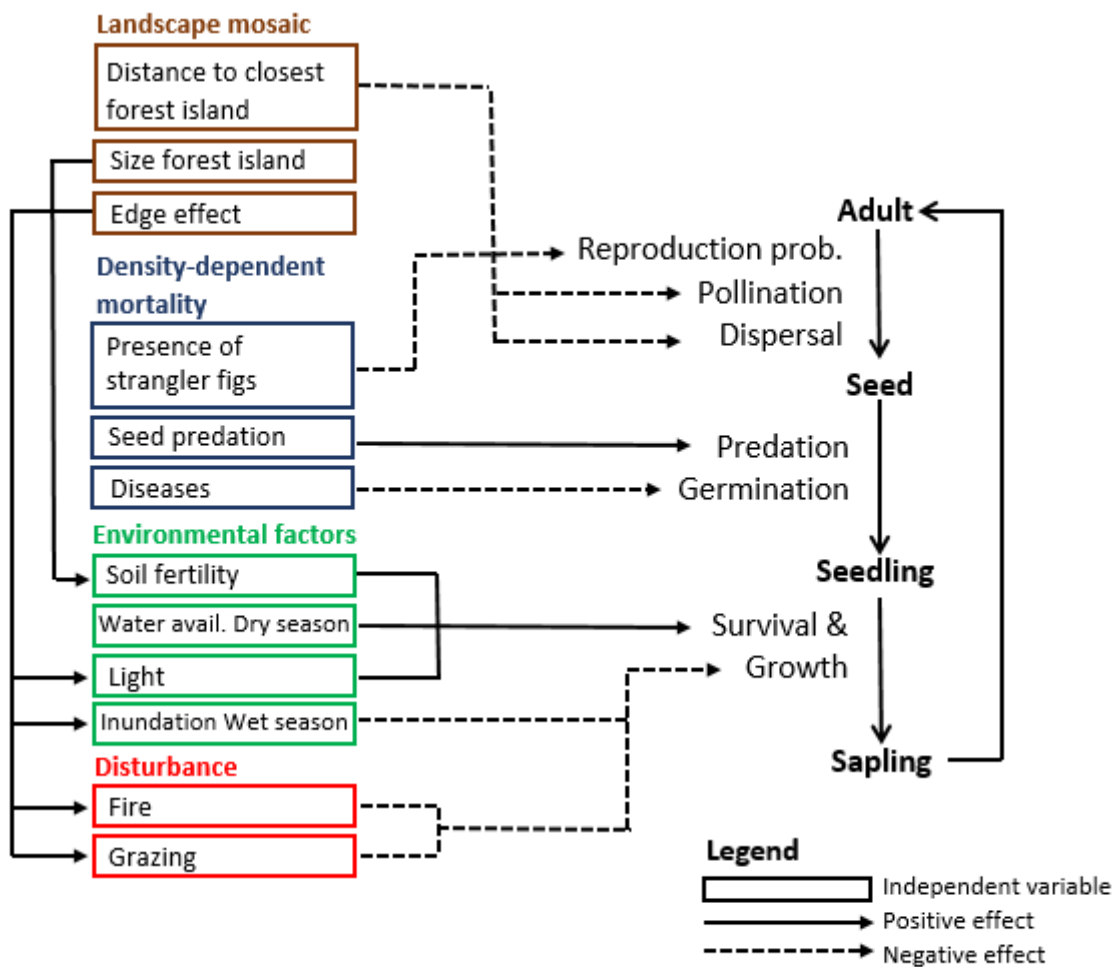 Landscape mosaic
Distance to closest
forest island
Size forest island
Edge effect
Density-dependent
mortality
Presence of
strangler figs
Seed predation
Diseases
Environmental factors
Soil fertility
Water avail. Dry season
Light
Inundation Wet season
Disturbance
Fire
Grazing
Reproduction prob.
Pollination
Dispersal
Predation
Germination
Survival &
Growth
Adult
Seed
Seedling
Sapling
Legend
Independent variable
Positive effect
Negative effect